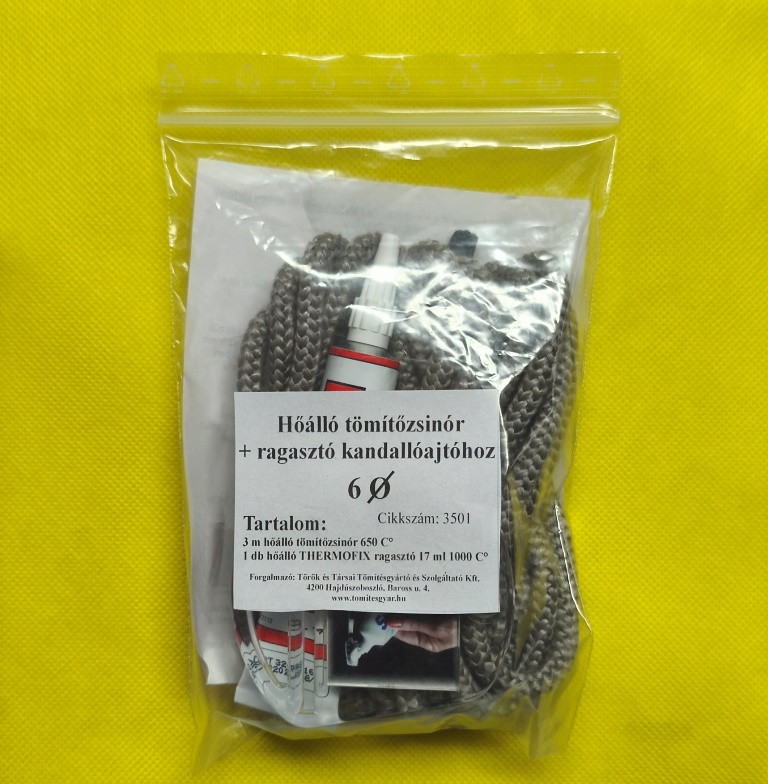 Hőálló tömítőzsinór
+ ragasztó kandallóajtóhoz
6 Ø
Cikkszám: 3501
Tartalom:
3 m hőálló tömítőzsinór 650 C°
1 db hőálló THERMOFIX ragasztó 17 ml 1000 C°
Forgalmazó: Török és Társai Tömítésgyártó és Szolgáltató Kft.
4200 Hajdúszoboszló, Baross u. 4.
www.tomitesgyar.hu